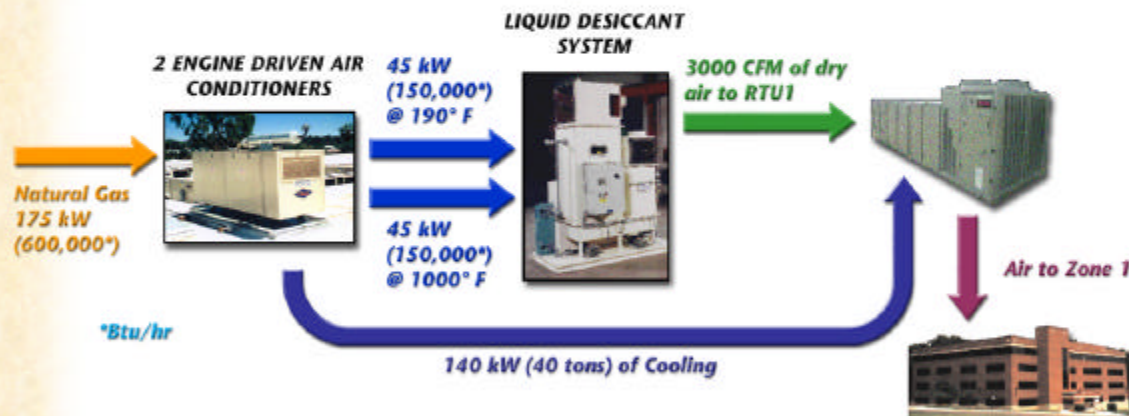 LIQUID DESICCANT
SYSTEM
2 ENGINE DRIVEN AIR
CONDITIONERS
45 kW
(150,000*)
@ 190° F
3000 CFM of dry
air to RTU1
Natural Gas
175 kW
(600,000*)
45 kW
(150,000*)
@ 1000° F
Air to Zone 1
*Btu/hr
140 kW (40 tons) of Cooling